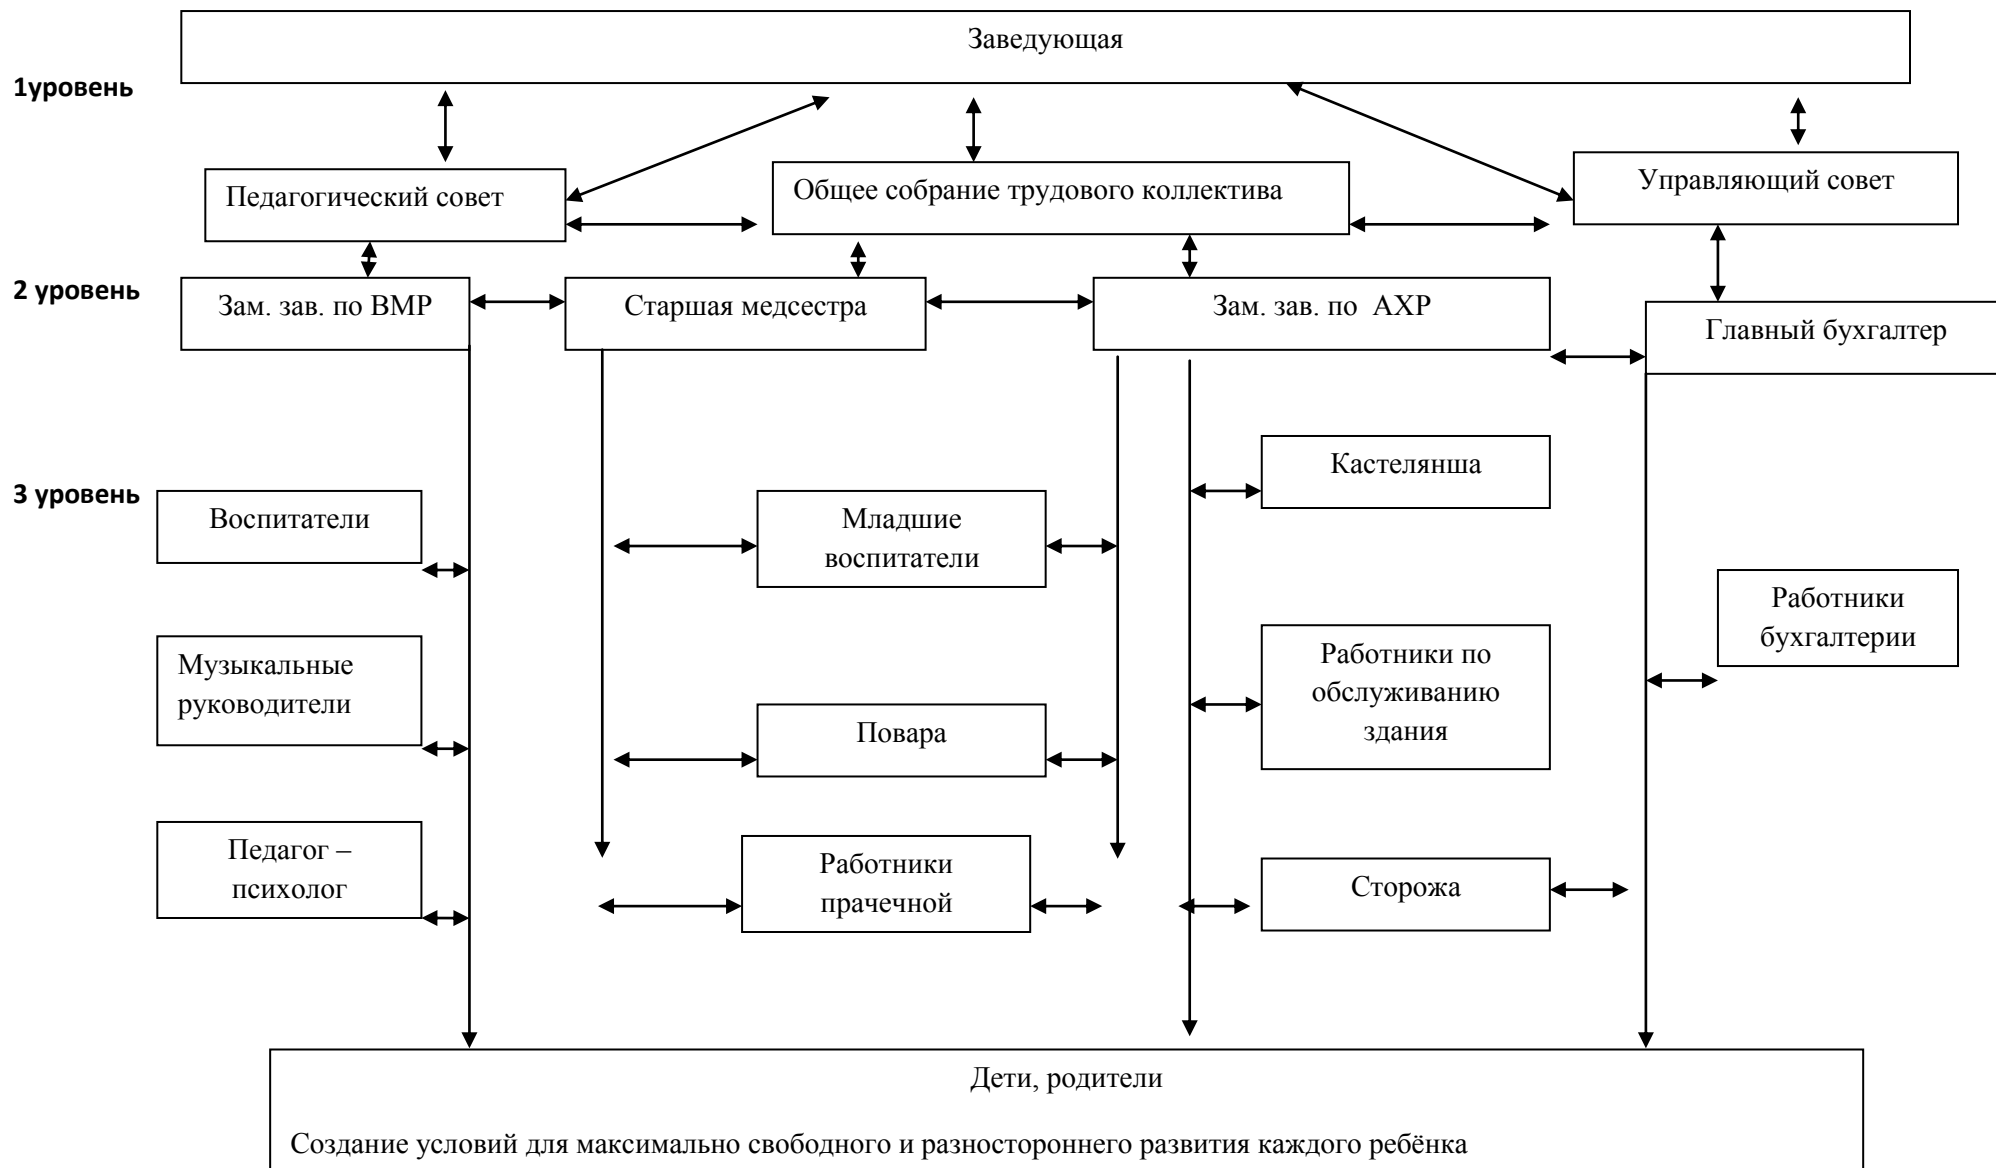 Заведующая
1уровень
Педагогический совет
Общее собрание трудового коллектива
Управляющий совет
2 уровень
Зам. зав. по ВМР
Старшая медсестра
Зам. зав. по  АХР
Главный бухгалтер
3 уровень
Кастелянша
Воспитатели
Младшие
воспитатели
Работники
бухгалтерии
Музыкальные
руководители
Работники по
обслуживанию
здания
Повара
Педагог –
психолог
Работники
прачечной
Сторожа
Дети, родители
Создание условий для максимально свободного и разностороннего развития каждого ребёнка